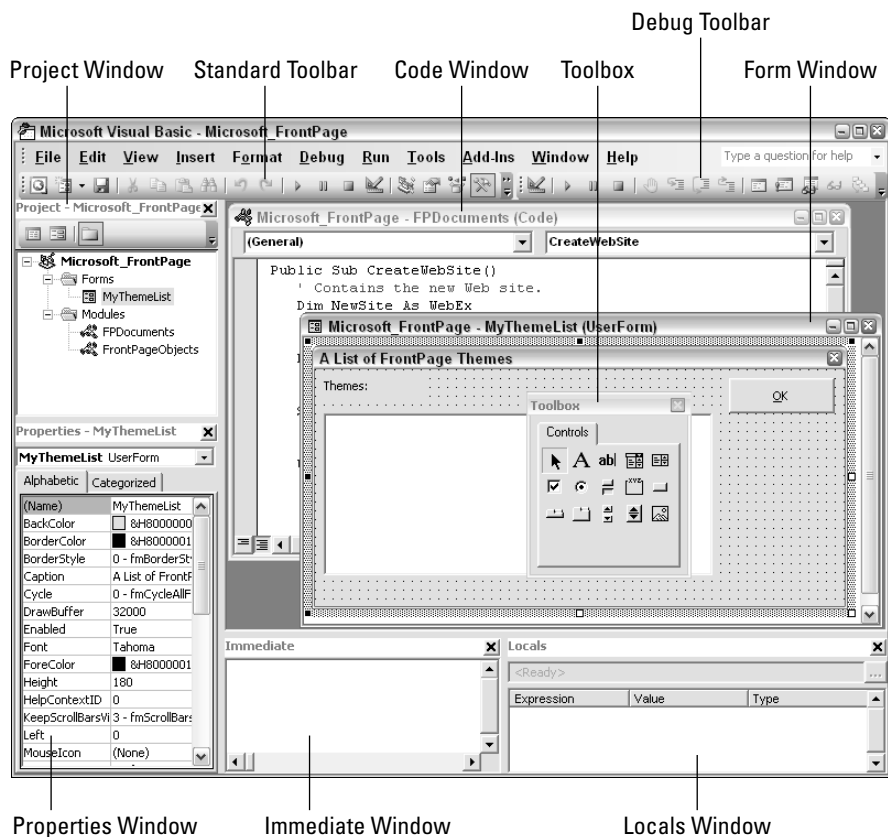 Debug Toolbar
Project Window Standard Toolbar Code Window Toolbox Form Window
Microsoft Visual Basic - Microsoft_FrontPage
File Edit View Insert Format Debug Run Tools Add-Ins Window Help Type a question for help
Project - Microsoft_FrontPage
Microsoft_FrontPage
Forms
MyThemeList
Modules
FPDocuments
FrontPageObjects
Microsoft_FrontPage - FPDocuments (Code)
(General) CreateWebSite
Public Sub CreateWebSite()
' Contains the new Web site.
Dim NewSite As WebEx
Microsoft_FrontPage - MyThemeList (UserForm)
A List of FrontPage Themes
Themes:
OK
Toolbox
Controls
A ab|
XYZ
Properties - MyThemeList
MyThemeList UserForm
Alphabetic Categorized
(Name) MyThemeList
BackColor &H8000000
BorderColor &H8000001
BorderStyle 0 - fmBorderSt
Caption A List of FrontP
Cycle 0 - fmCycleAllF
DrawBuffer 32000
Enabled True
Font Tahoma
ForeColor &H8000001
Height 180
HelpContextID 0
KeepScrollBarsVi 3 - fmScrollBars
Left 0
MouseIcon (None)
Immediate
Locals
<Ready>
...
Expression Value Type
Properties Window Immediate Window Locals Window